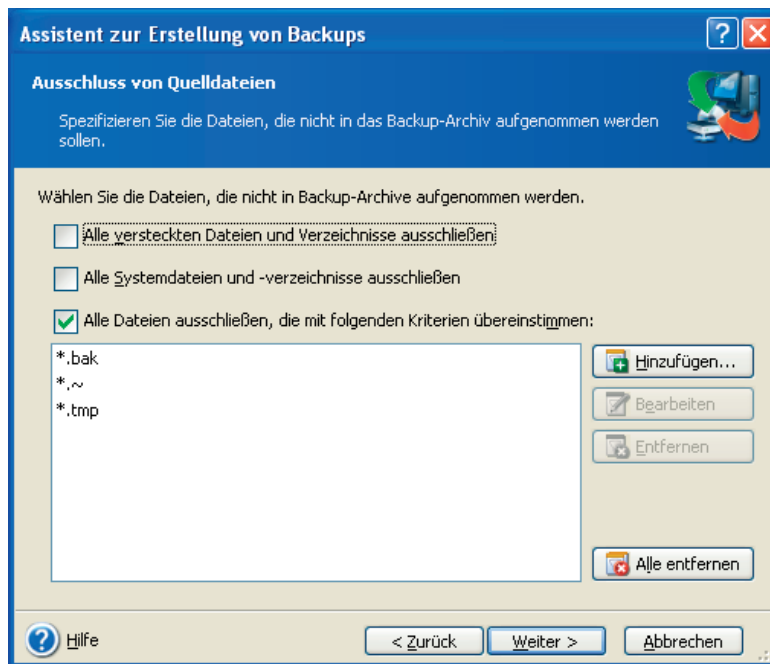 Assistent zur Erstellung von Backups
Ausschluss von Quelldateien
Spezifizieren Sie die Dateien, die nicht in das Backup-Archiv aufgenommen werden
sollen.
Wählen Sie die Dateien, die nicht in Backup-Archive aufgenommen werden.
Alle versteckten Dateien und Verzeichnisse ausschließen
Alle Systemdateien und -verzeichnisse ausschließen
Alle Dateien ausschließen, die mit folgenden Kriterien übereinstimmen:
*.bak
*.~
*.tmp
Hinzufügen...
Bearbeiten
Entfernen
Alle entfernen
Hilfe
< Zurück
Weiter >
Abbrechen